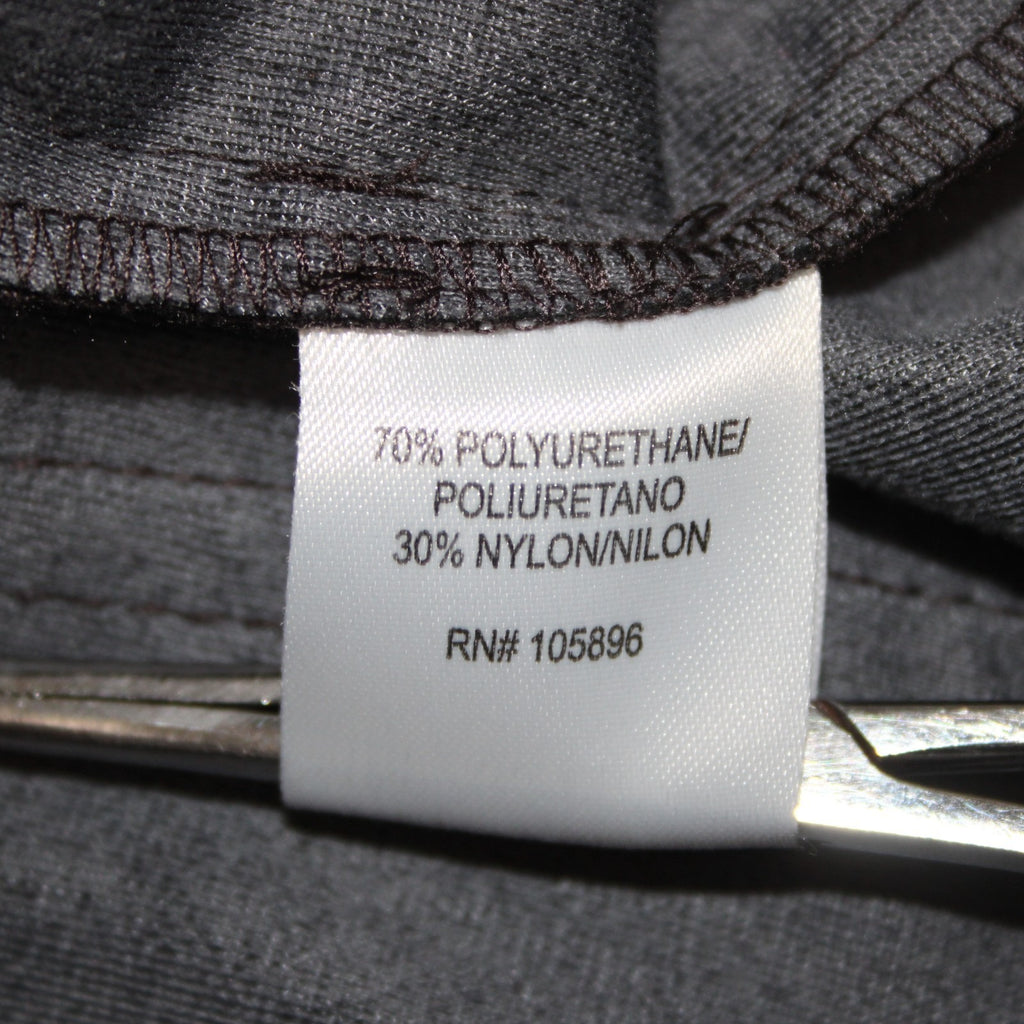 70% POLYURETHANE/
POLIURETANO
30% NYLON/NILON
RN# 105896